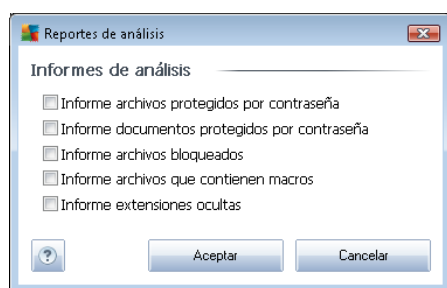 Reportes de análisis
Informes de análisis
Informe archivos protegidos por contraseña
Informe documentos protegidos por contraseña
Informe archivos bloqueados
Informe archivos que contienen macros
Informe extensiones ocultas
?
Aceptar
Cancelar